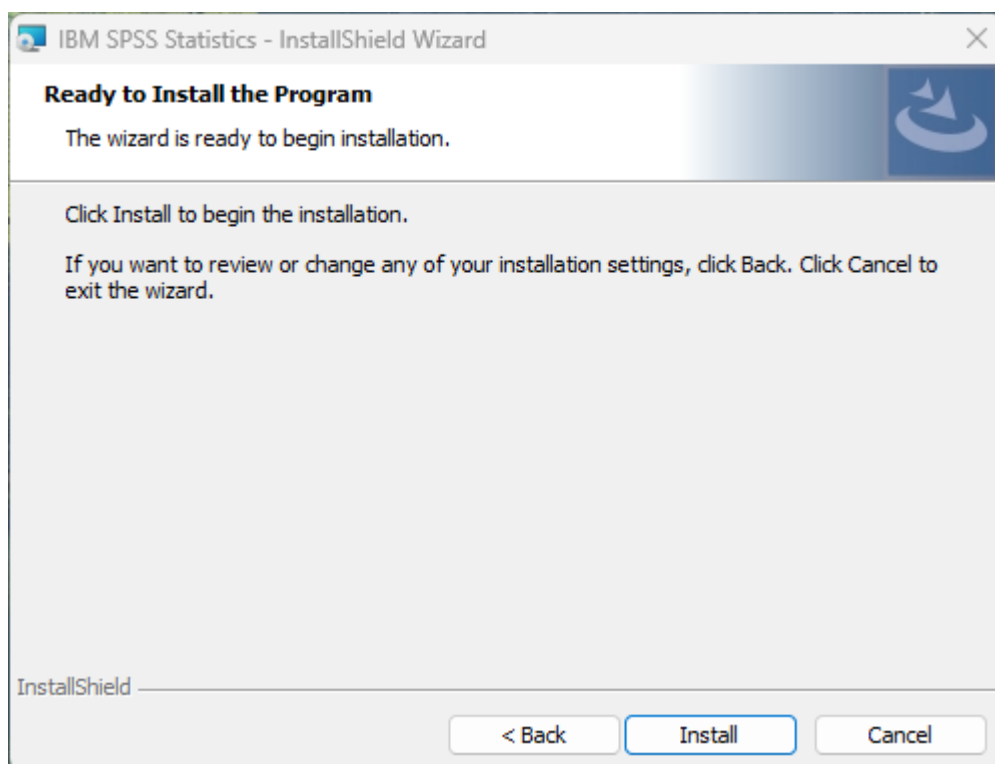 IBM SPSS Statistics - InstallShield Wizard
Ready to Install the Program
The wizard is ready to begin installation.
Click Install to begin the installation.
If you want to review or change any of your installation settings, click Back. Click Cancel to
exit the wizard.
InstallShield
< Back
Install
Cancel